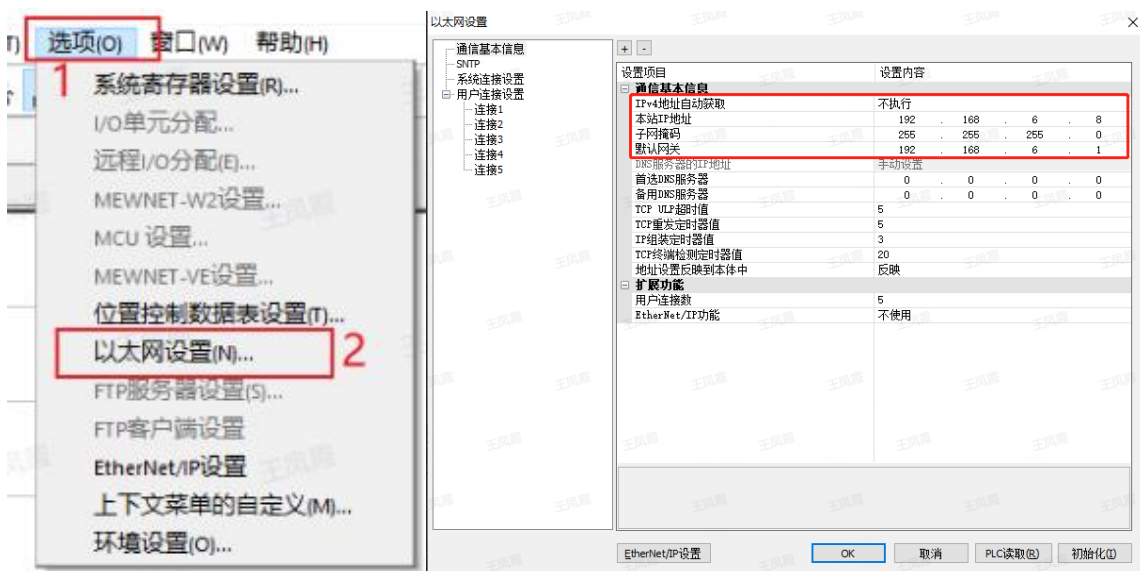 选项(O) 窗口(W) 帮助(H)
1
系统寄存器设置(R)...
I/O单元分配...
远程I/O分配(E)...
MEWNET-W2设置...
MCU 设置...
MEWNET-VE设置...
位置控制数据表设置(T)...
以太网设置(N)...
2
FTP服务器设置(S)...
FTP客户端设置
EtherNet/IP设置
上下文菜单的自定义(M)...
环境设置(O)...
以太网设置
通信基本信息
SNTP
系统连接设置
用户连接设置
连接1
连接2
连接3
连接4
连接5
+ -
设置项目 设置内容
通信基本信息
IPv4地址自动获取 不执行
本站IP地址 192 . 168 . 6 . 8
子网掩码 255 . 255 . 255 . 0
默认网关 192 . 168 . 6 . 1
DNS服务器的IP地址 手动设置
首选DNS服务器 0 . 0 . 0 . 0
备用DNS服务器 0 . 0 . 0 . 0
TCP ULP超时值 5
TCP重发定时器值 5
IP组装定时器值 3
TCP终端检测定时器值 20
地址设置反映到本体中 反映
扩展功能
用户连接数 5
EtherNet/IP功能 不使用
EtherNet/IP设置 OK 取消 PLC读取(R) 初始化(I)
王凤霞